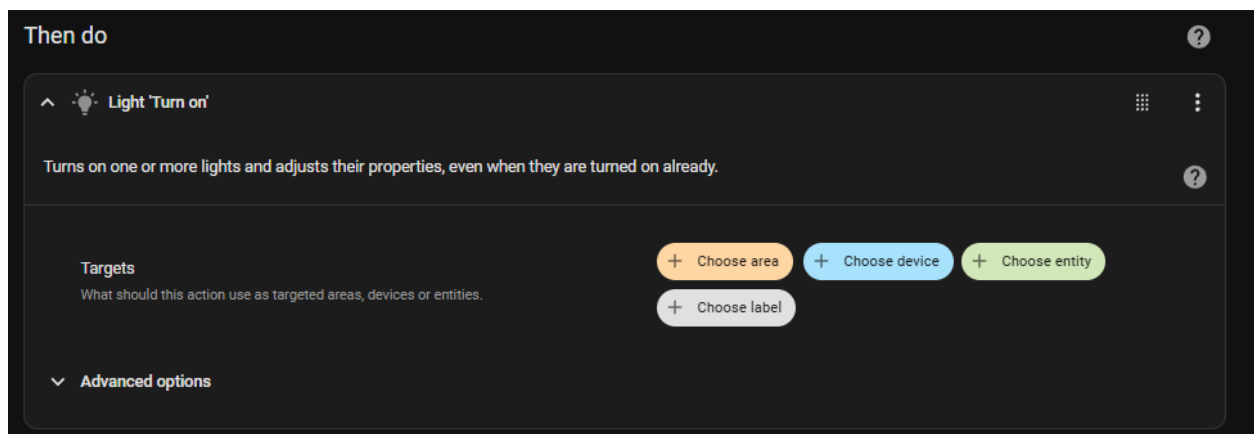 Then do
Light 'Turn on'
Turns on one or more lights and adjusts their properties, even when they are turned on already.
Targets
What should this action use as targeted areas, devices or entities.
+ Choose area
+ Choose device
+ Choose entity
+ Choose label
Advanced options